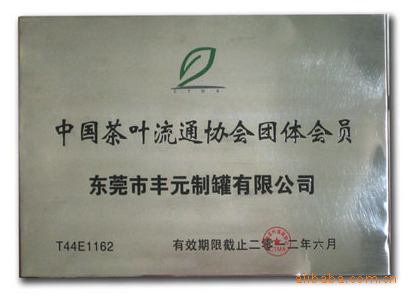 中国茶叶流通协会团体会员
东莞市丰元制罐有限公司
T44E1162 有效期限截止二零一二年六月